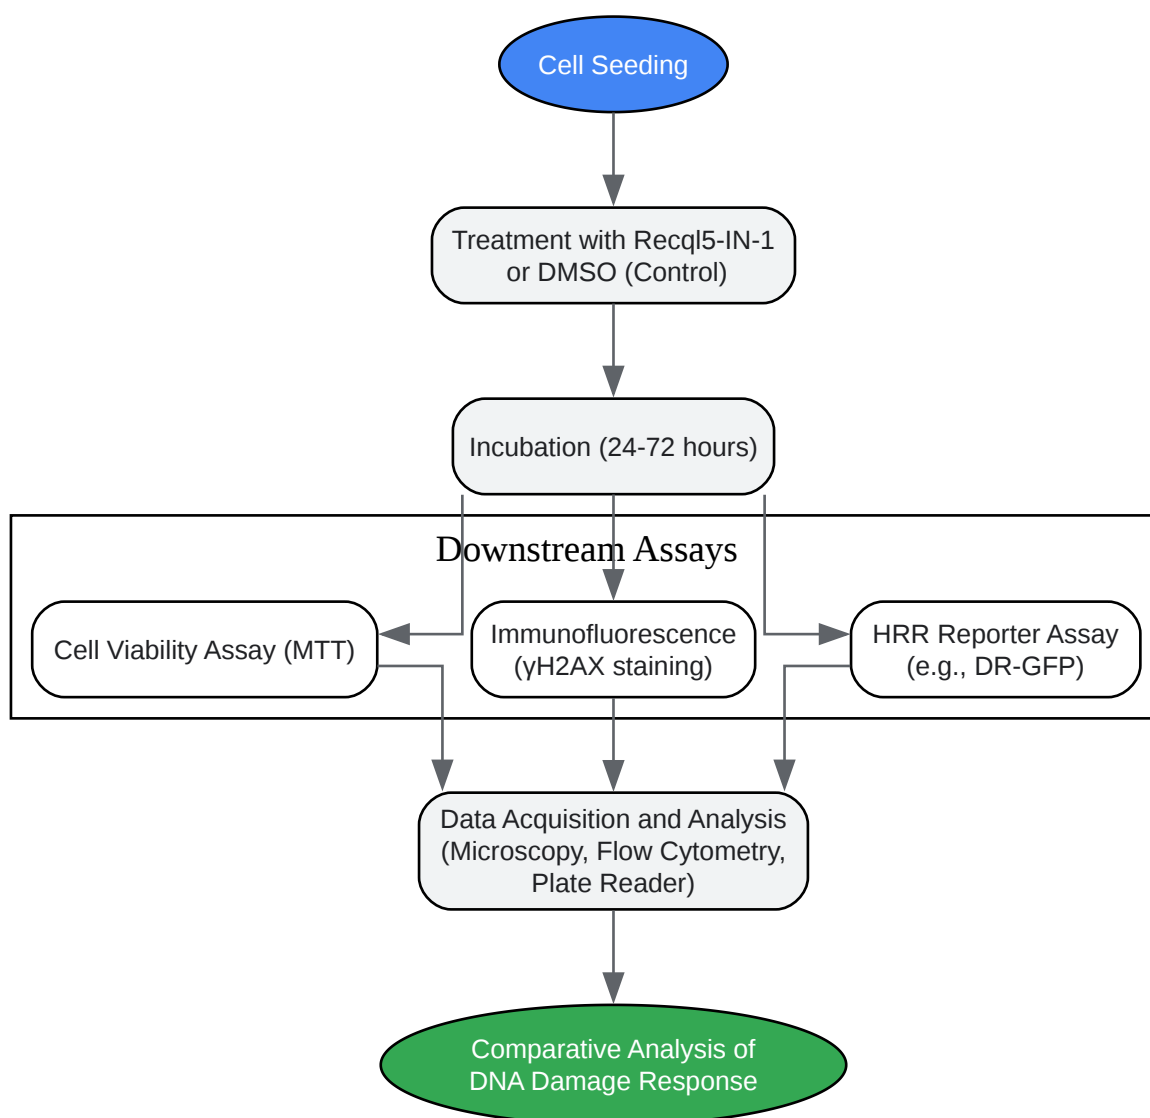 Cell Seeding
Treatment with Recql5-IN-1
or DMSO (Control)
Incubation (24-72 hours)
Downstream Assays
Cell Viability Assay (MTT)
Immunofluorescence
(γH2AX staining)
HRR Reporter Assay
(e.g., DR-GFP)
Data Acquisition and Analysis
(Microscopy, Flow Cytometry,
Plate Reader)
Comparative Analysis of
DNA Damage Response